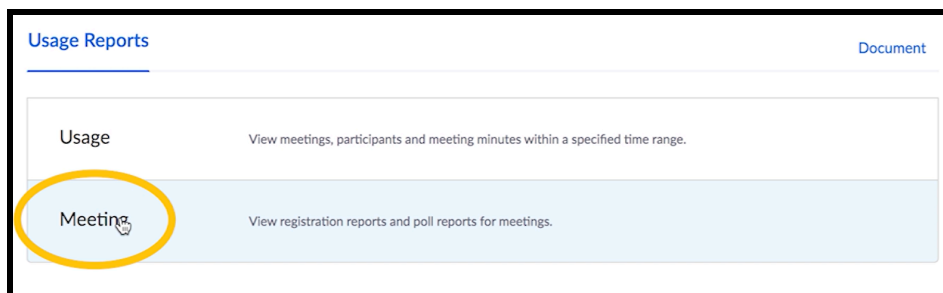 Usage Reports
Document
Usage
View meetings, participants and meeting minutes within a specified time range.
Meeting
View registration reports and poll reports for meetings.